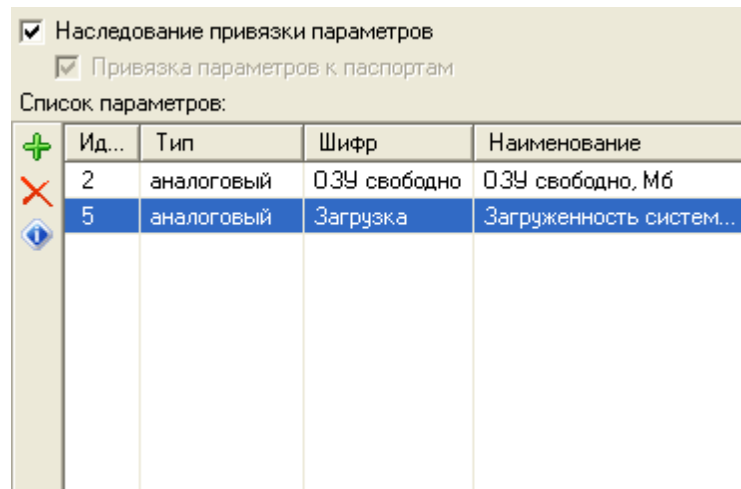 Наследование привязки параметров
Привязка параметров к паспортам
Список параметров:
Ид... Тип Шифр Наименование
2 аналоговый ОЗУ свободно ОЗУ свободно, Мб
5 аналоговый Загрузка Загруженность систем...